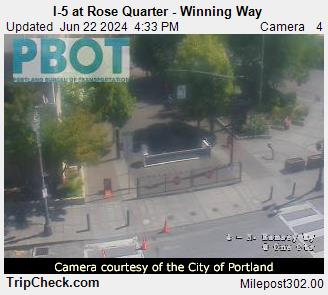 I-5 at Rose Quarter - Winning Way
Updated Jun 22 2024 4:33 PM Camera 4
PBOT
PORTLAND BUREAU OF TRANSPORTATION
Camera courtesy of the City of Portland
TripCheck.com Milepost302.00